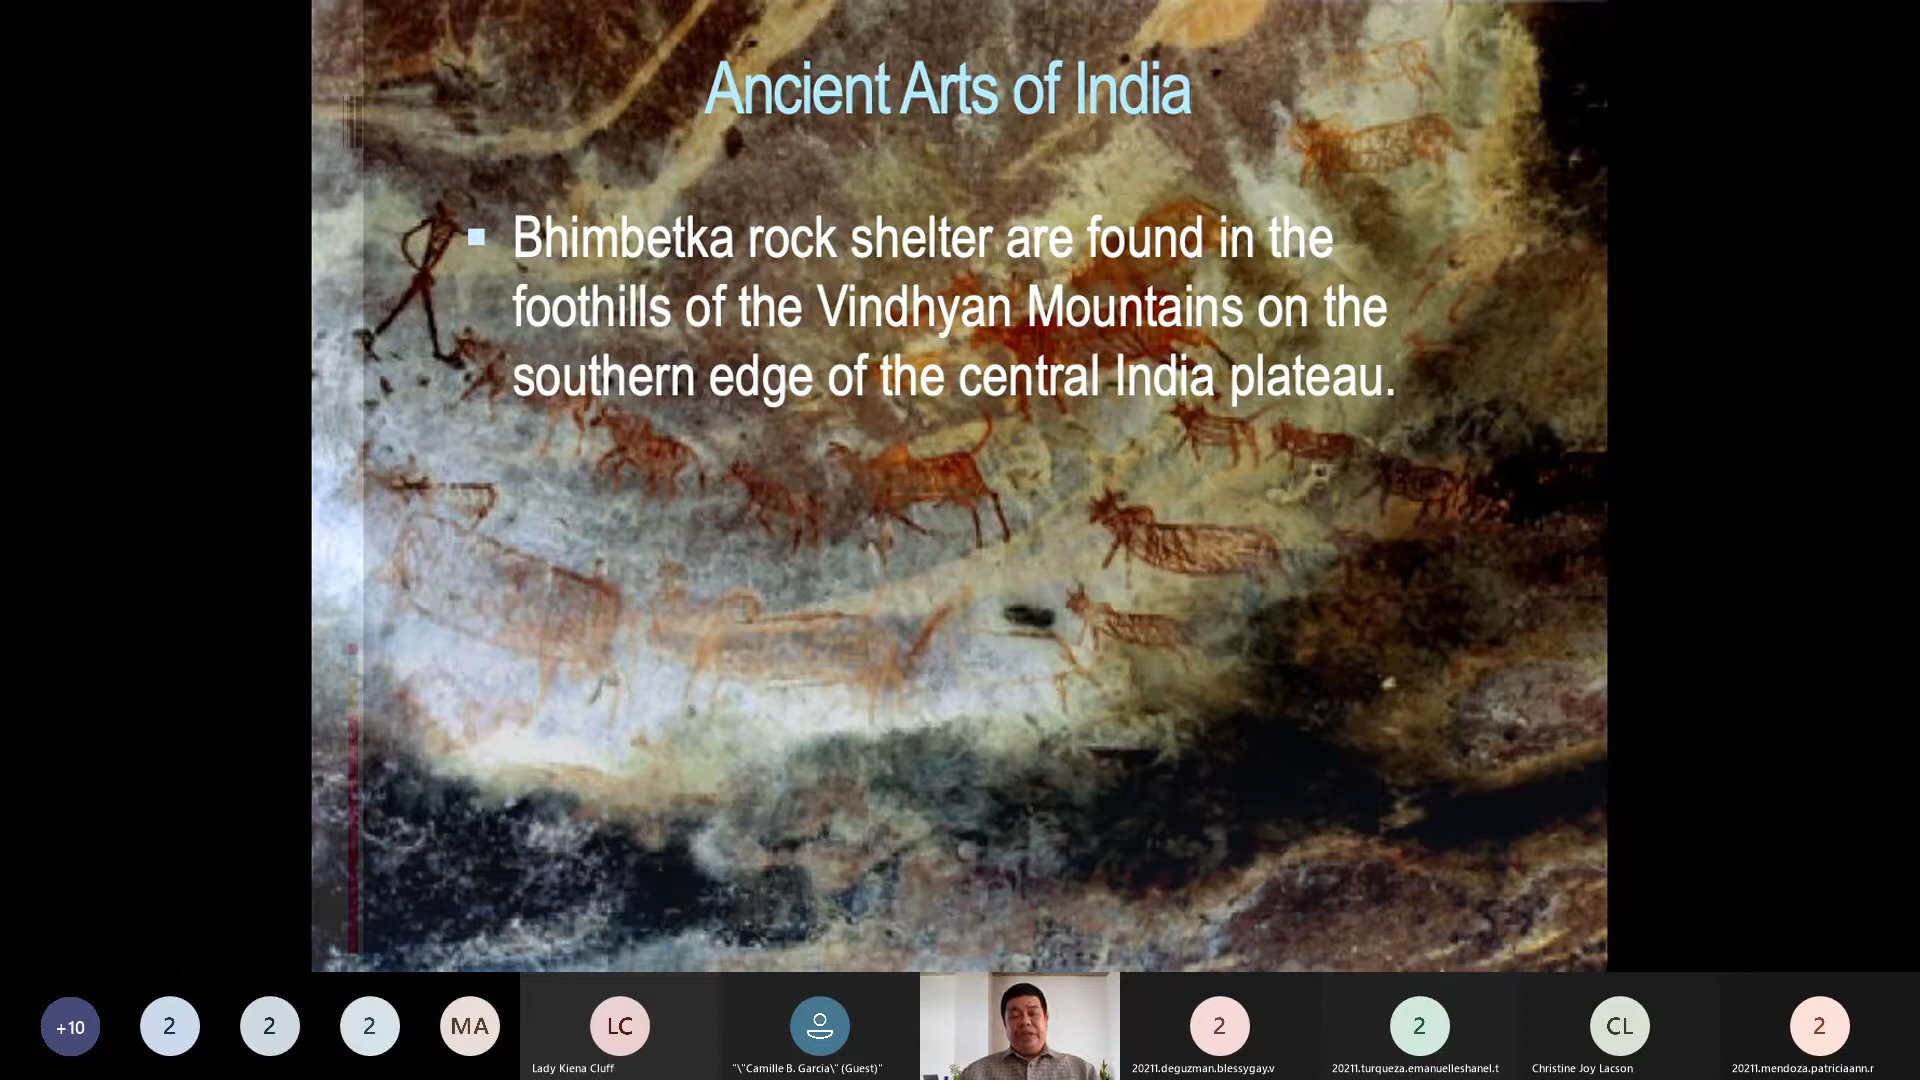 Ancient Arts of India
Bhimbetka rock shelter are found in the
foothills of the Vindhyan Mountains on the
southern edge of the central India plateau.
+10
2
2
2
MA
LC
2
2
CL
2
Lady Kiena Cluff
"\"Camille B. Garcia\" (Guest)"
20211.deguzman.blessygay.v
20211.turqueza.emanuelleshanel.t
Christine Joy Lacson
20211.mendoza.patriciaann.r